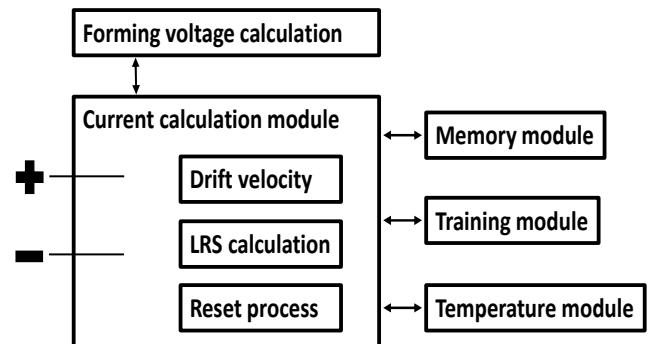 Forming voltage calculation
Current calculation module
Memory module
+
Drift velocity
Training module
-
LRS calculation
Reset process
Temperature module